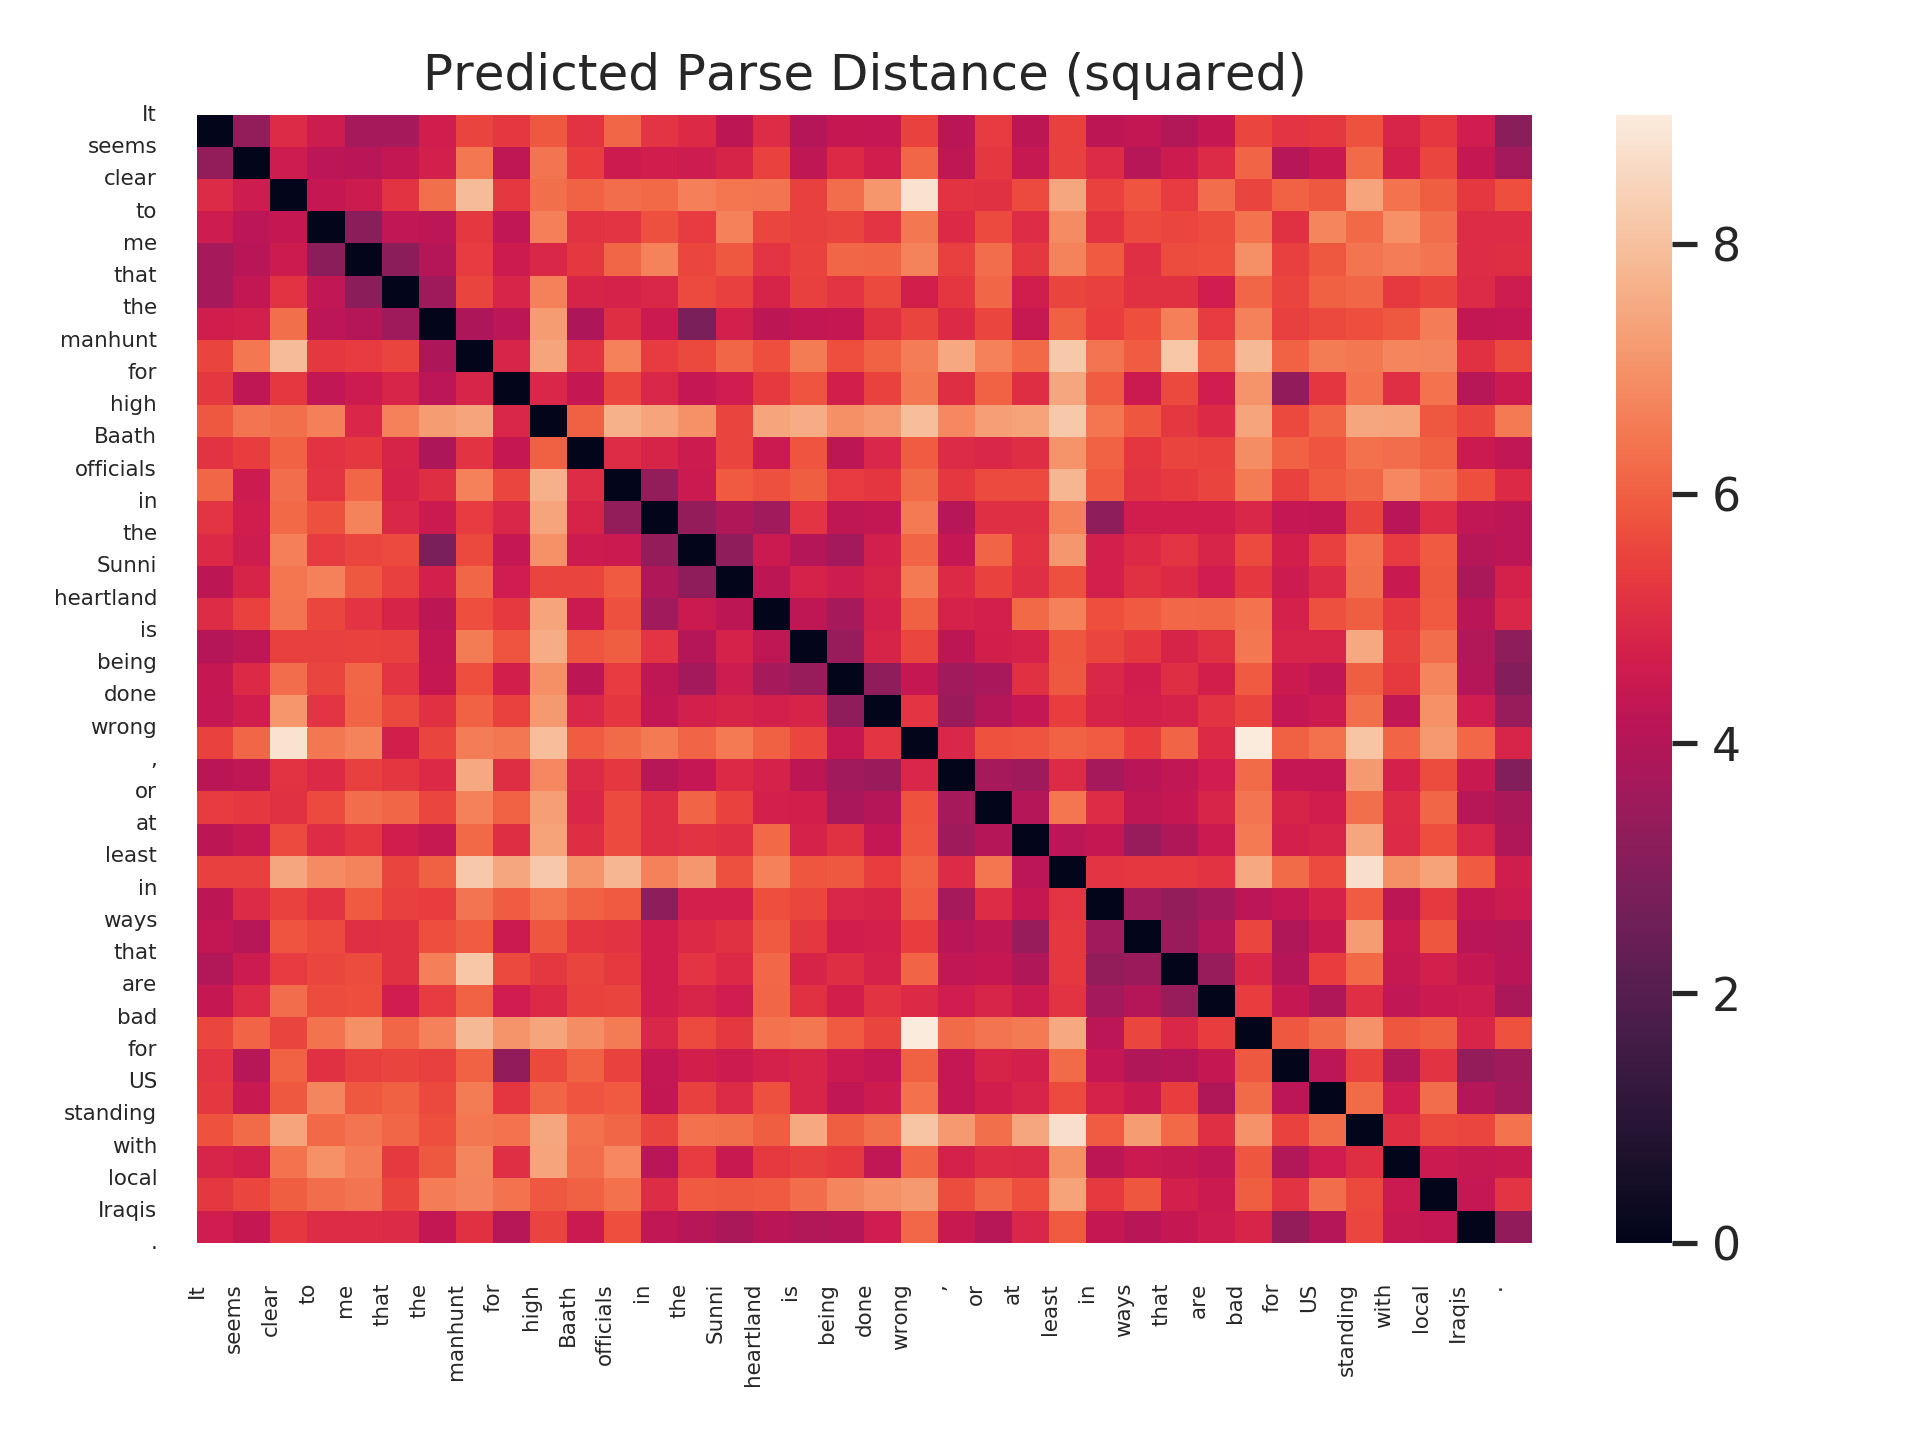 Predicted Parse Distance (squared)
It
seems
clear
to
me
that
the
manhunt
for
high
Baath
officials
in
the
Sunni
heartland
is
being
done
wrong
,
or
at
least
in
ways
that
are
bad
for
US
standing
with
local
Iraqis
.
8
6
4
2
0
It
seems
clear
to
me
that
the
manhunt
for
high
Baath
officials
in
the
Sunni
heartland
is
being
done
wrong
,
or
at
least
in
ways
that
are
bad
for
US
standing
with
local
Iraqis
.